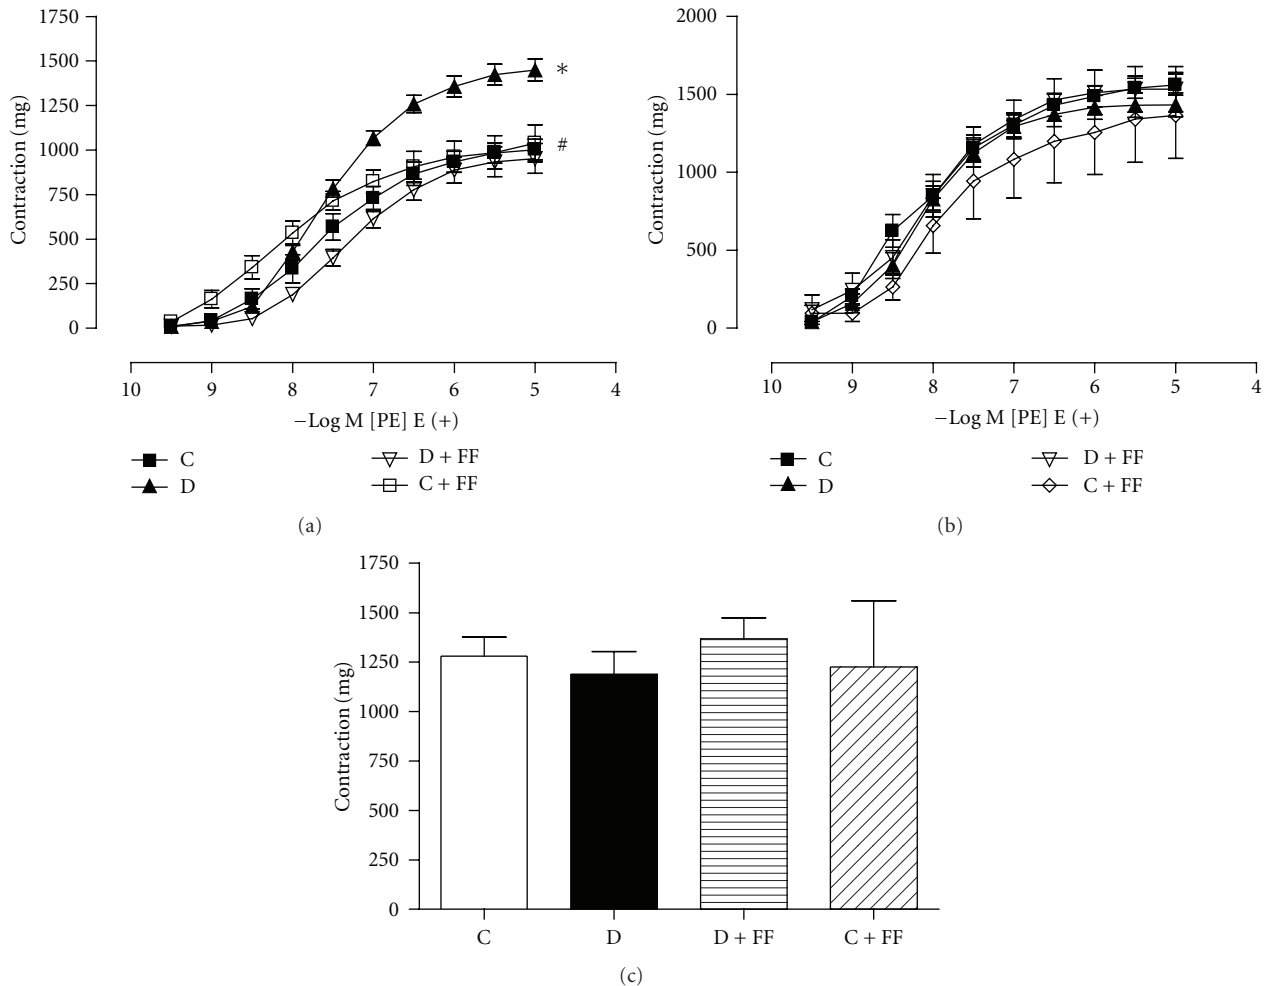 1750
1500
1250
1000
750
500
250
0
Contraction (mg)
*
#
10 9 8 7 6 5 4
−Log M [PE] E (+)
C
D
D + FF
C + FF
(a)
2000
1500
1000
500
0
Contraction (mg)
10 9 8 7 6 5 4
−Log M [PE] E (+)
C
D
D + FF
C + FF
(b)
1750
1500
1250
1000
750
500
250
0
Contraction (mg)
C D D + FF C + FF
(c)